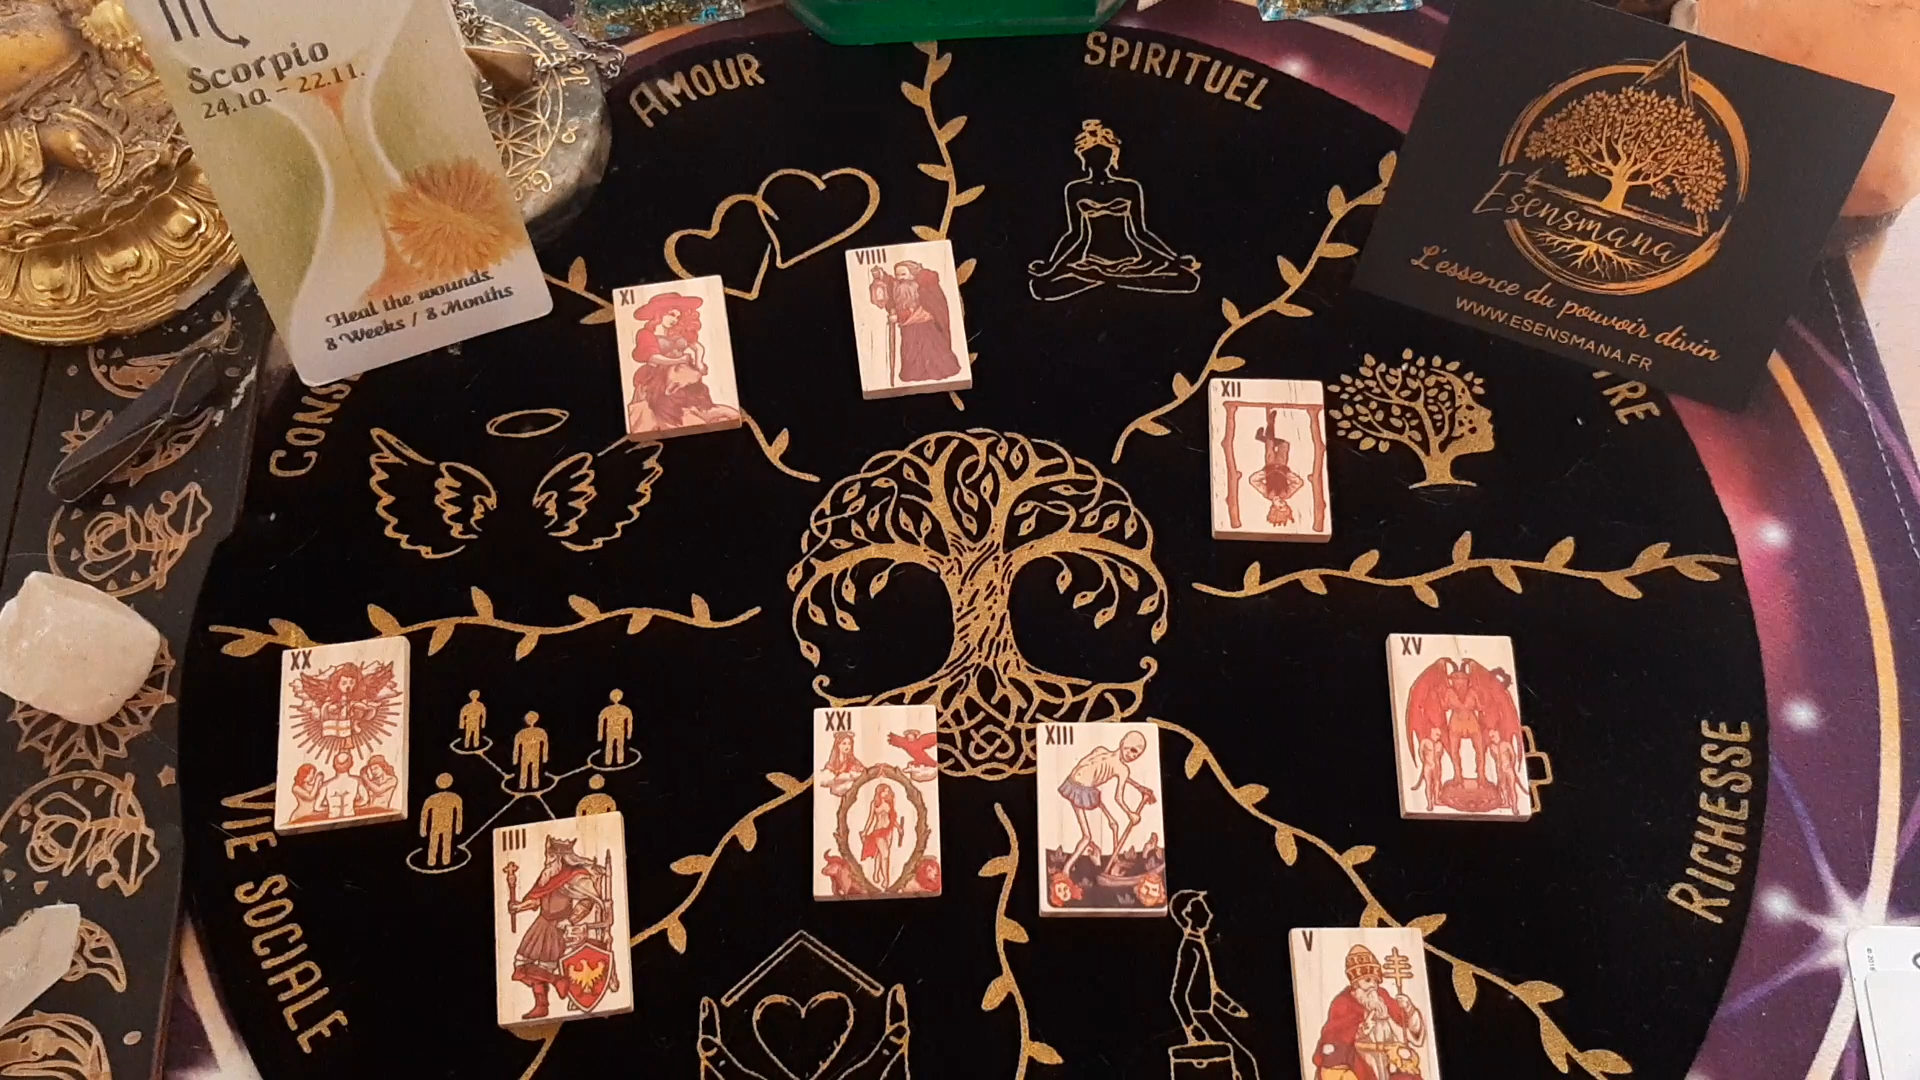 Scorpio
24.10. - 22.11.
Heal the wounds
8 Weeks / 8 Months
AMOUR
SPIRITUEL
Esensmana
L'essence du pouvoir divin
WWW.ESENSMANA.FR
RICHESSE
VIE SOCIALE
XI
VIIII
XII
XX
XXI
XIII
XV
IIII
V